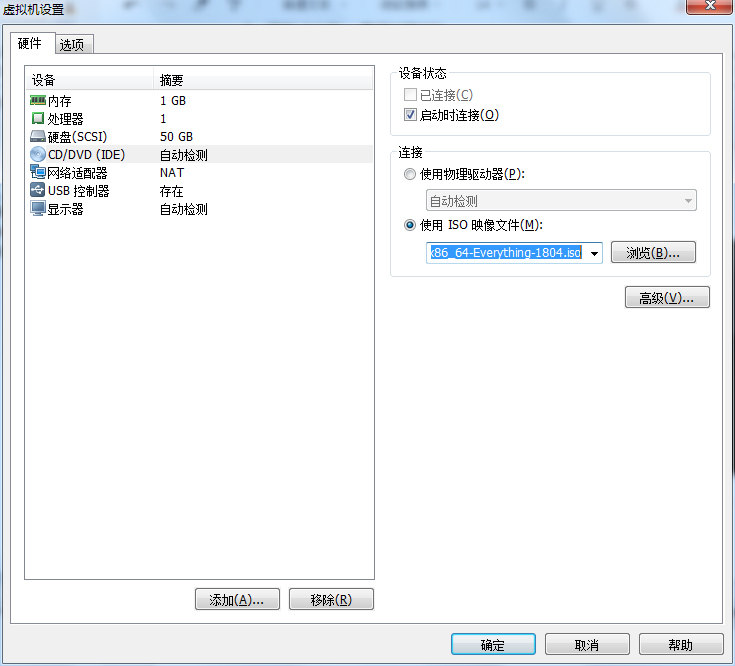 虚拟机设置
硬件 选项
设备 摘要
内存 1 GB
处理器 1
硬盘(SCSI) 50 GB
CD/DVD (IDE) 自动检测
网络适配器 NAT
USB 控制器 存在
显示器 自动检测
添加(A)... 移除(R)
设备状态
已连接(C)
启动时连接(O)
连接
使用物理驱动器(P):
自动检测
使用 ISO 映像文件(M):
x86_64-Everything-1804.iso 浏览(B)...
高级(V)...
确定 取消 帮助